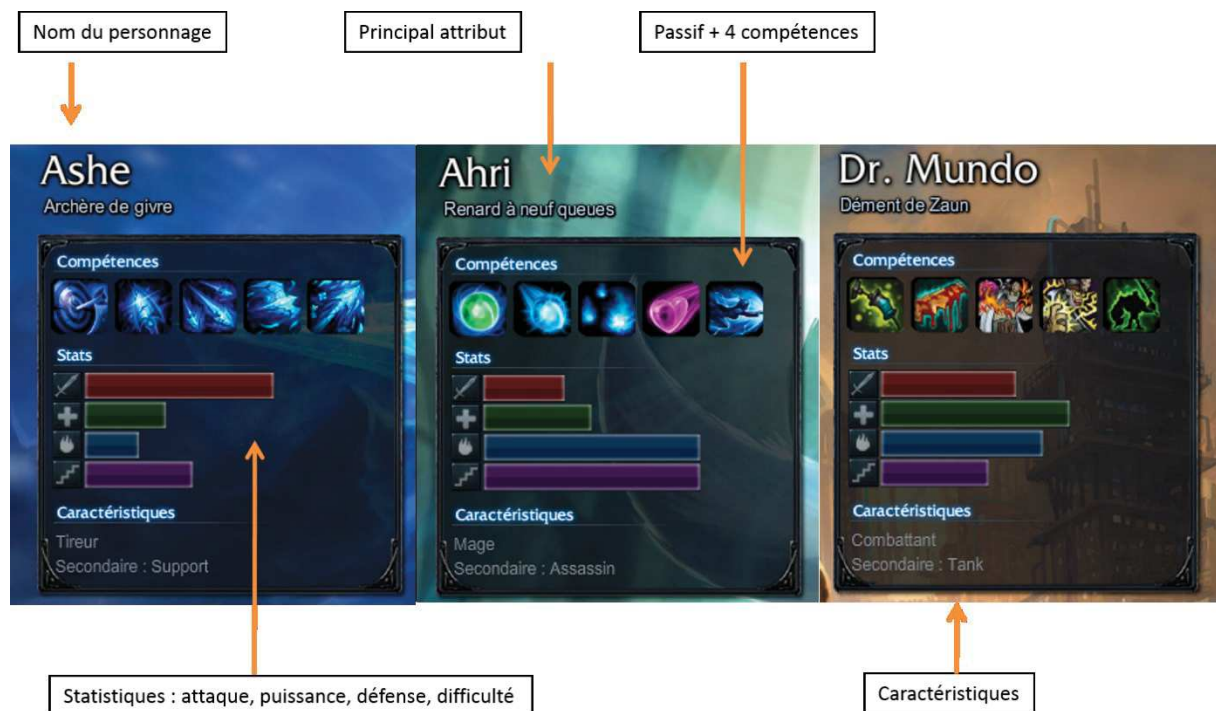 Nom du personnage
Principal attribut
Passif + 4 compétences
Ashe
Archère de givre
Compétences
Stats
Caractéristiques
Tireur
Secondaire : Support
Ahri
Renard à neuf queues
Compétences
Stats
Caractéristiques
Mage
Secondaire : Assassin
Dr. Mundo
Dément de Zaun
Compétences
Stats
Caractéristiques
Combattant
Secondaire : Tank
Statistiques : attaque, puissance, défense, difficulté
Caractéristiques